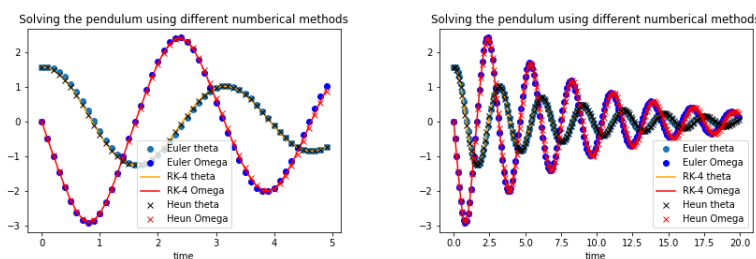 Solving the pendulum using different numberical methods
2
1
0
−1
−2
−3
Euler theta
Euler Omega
RK-4 theta
RK-4 Omega
Heun theta
Heun Omega
0
1
2
3
4
5
time
Solving the pendulum using different numberical methods
2
1
0
−1
−2
−3
Euler theta
Euler Omega
RK-4 theta
RK-4 Omega
Heun theta
Heun Omega
0.0
2.5
5.0
7.5
10.0
12.5
15.0
17.5
20.0
time